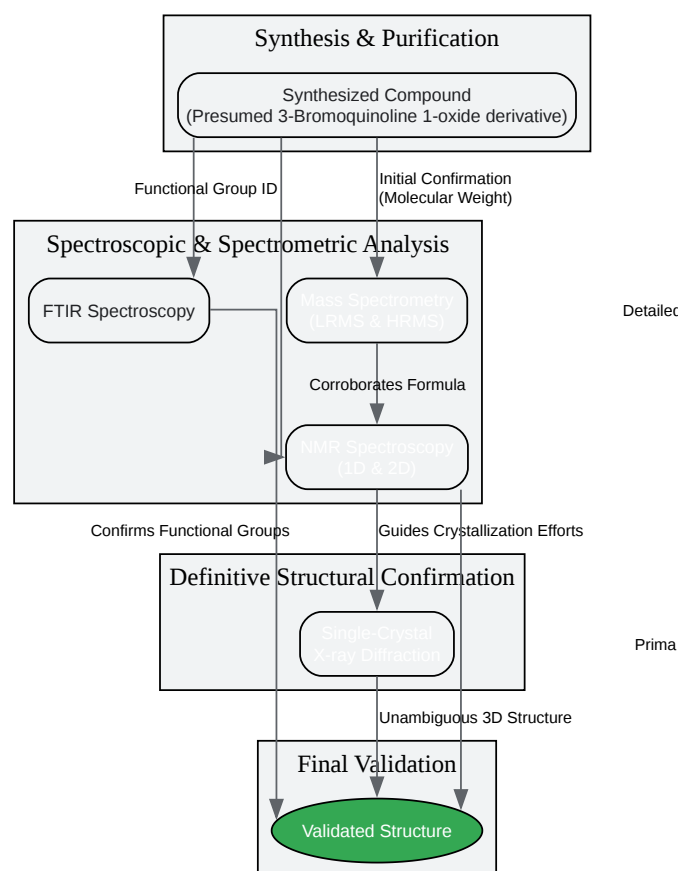 Synthesis & Purification
Synthesized Compound
(Presumed 3-Bromoquinoline 1-oxide derivative)
Functional Group ID
Initial Confirmation
(Molecular Weight)
Spectroscopic & Spectrometric Analysis
FTIR Spectroscopy
Mass Spectrometry
(LRMS & HRMS)
Detailed
Corroborates Formula
NMR Spectroscopy
(1D & 2D)
Confirms Functional Groups
Guides Crystallization Efforts
Definitive Structural Confirmation
Single-Crystal
X-ray Diffraction
Prima
Unambiguous 3D Structure
Final Validation
Validated Structure